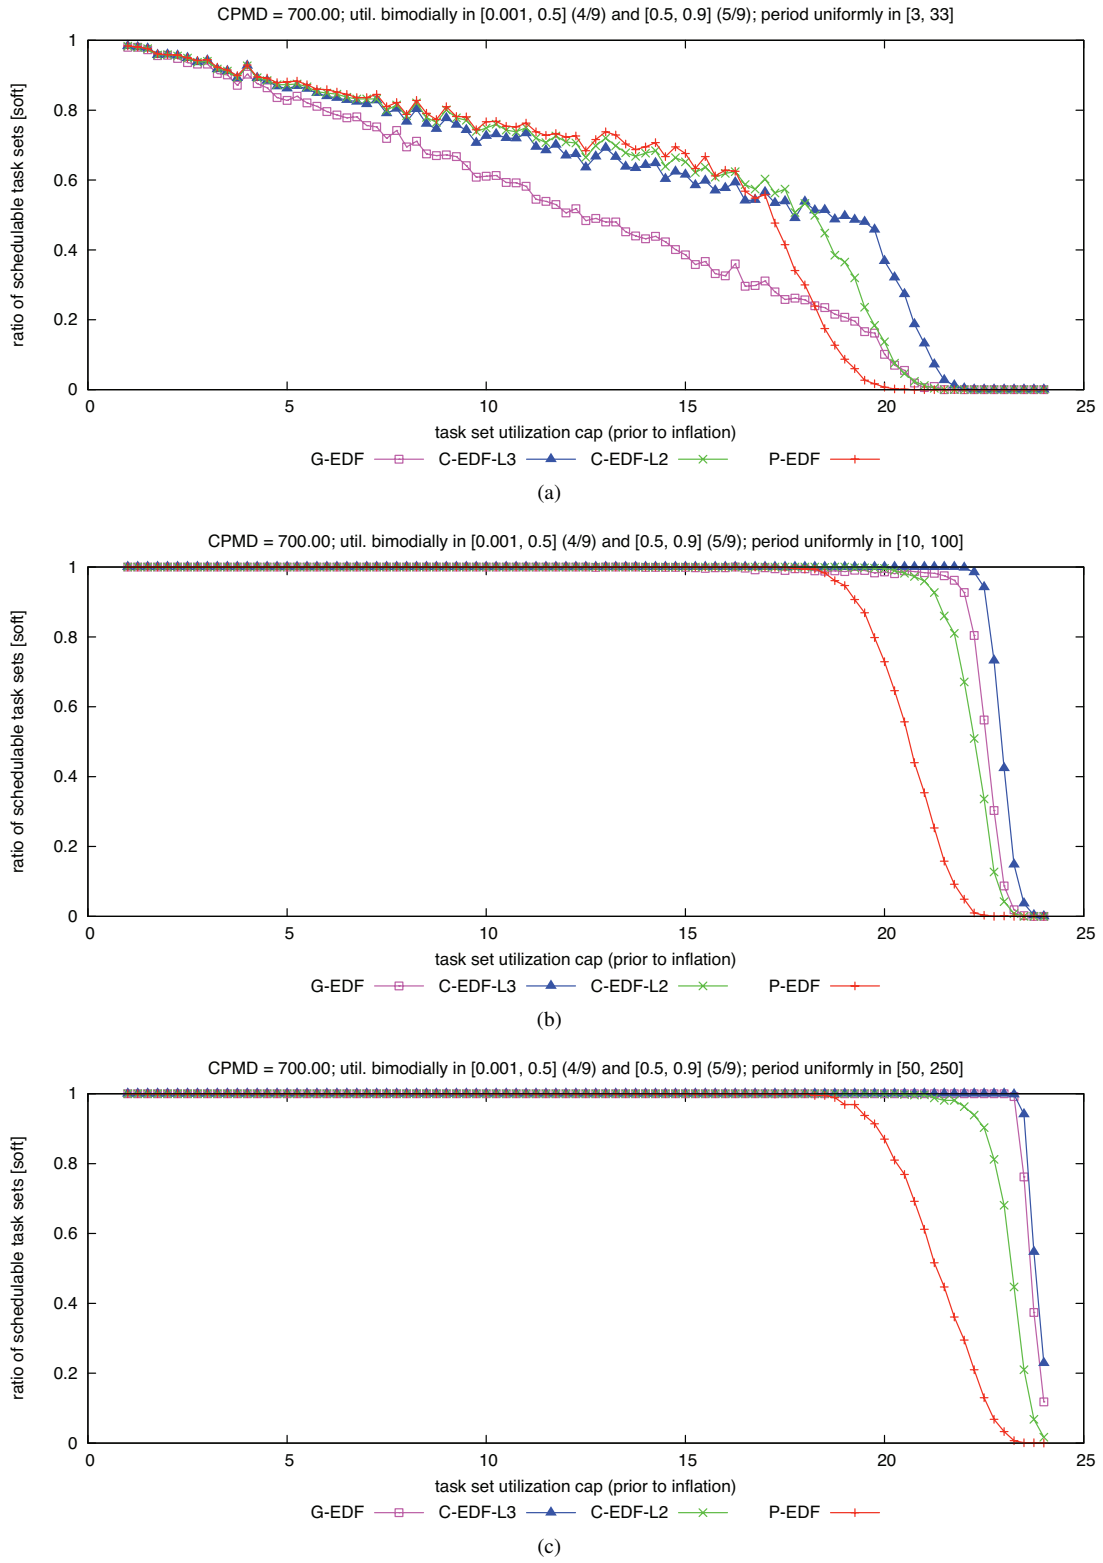 CPMD = 700.00; util. bimodially in [0.001, 0.5] (4/9) and [0.5, 0.9] (5/9); period uniformly in [3, 33]
ratio of schedulable task sets [soft]
1
0.8
0.6
0.4
0.2
0
0 5 10 15 20 25
task set utilization cap (prior to inflation)
G-EDF C-EDF-L3 C-EDF-L2 P-EDF
(a)
CPMD = 700.00; util. bimodially in [0.001, 0.5] (4/9) and [0.5, 0.9] (5/9); period uniformly in [10, 100]
ratio of schedulable task sets [soft]
1
0.8
0.6
0.4
0.2
0
0 5 10 15 20 25
task set utilization cap (prior to inflation)
G-EDF C-EDF-L3 C-EDF-L2 P-EDF
(b)
CPMD = 700.00; util. bimodially in [0.001, 0.5] (4/9) and [0.5, 0.9] (5/9); period uniformly in [50, 250]
ratio of schedulable task sets [soft]
1
0.8
0.6
0.4
0.2
0
0 5 10 15 20 25
task set utilization cap (prior to inflation)
G-EDF C-EDF-L3 C-EDF-L2 P-EDF
(c)